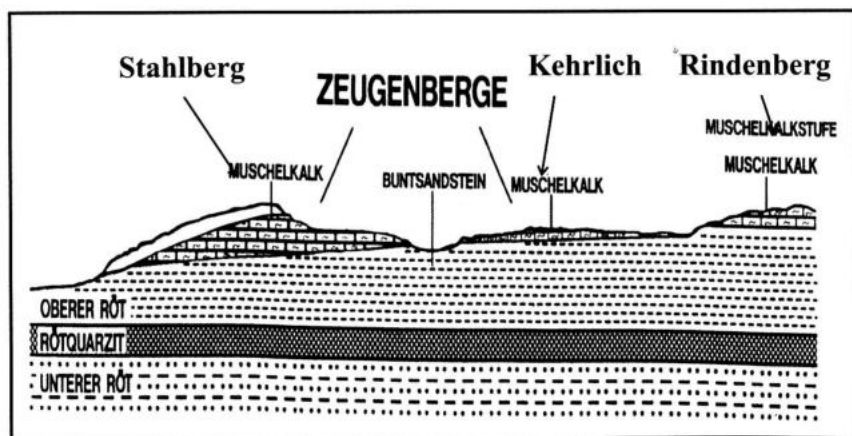 Stahlberg
Kehrlich
Rindenberg
ZEUGENBERGE
MUSCHELKALKSTUFE
MUSCHELKALK
BUNTSANDSTEIN
MUSCHELKALK
MUSCHELKALK
OBERER RÖT
RÖTQUARZIT
UNTERER RÖT